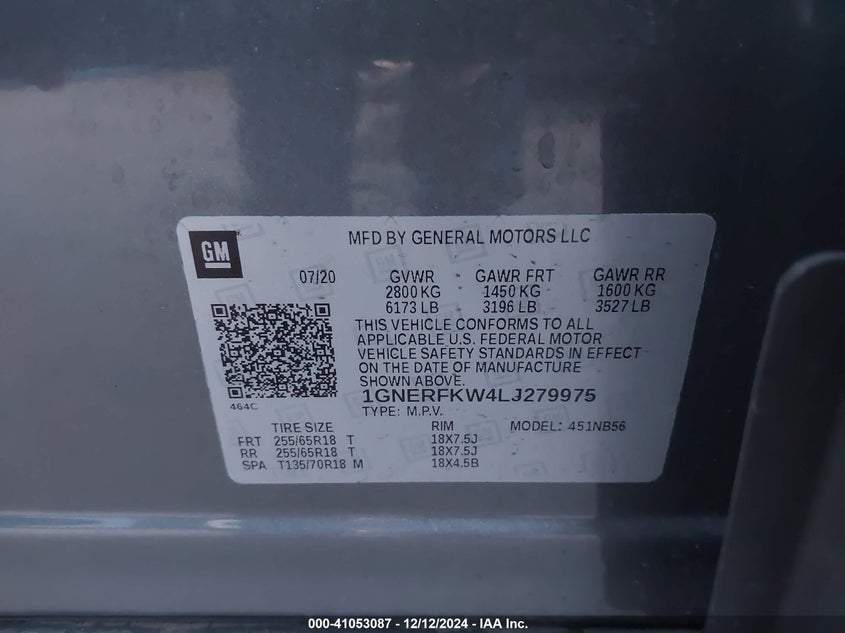 GM
MFD BY GENERAL MOTORS LLC
07/20 GVWR GAWR FRT GAWR RR
2800 KG 1450 KG 1600 KG
6173 LB 3196 LB 3527 LB
THIS VEHICLE CONFORMS TO ALL
APPLICABLE U.S. FEDERAL MOTOR
VEHICLE SAFETY STANDARDS IN EFFECT
ON THE DATE OF MANUFACTURE
SHOWN ABOVE.
464C
1GNERFKW4LJ279975
TYPE: M.P.V.
TIRE SIZE RIM MODEL: 451NB56
FRT 255/65R18 T 18X7.5J
RR 255/65R18 T 18X7.5J
SPA T135/70R18 M 18X4.5B
000-41053087 - 12/12/2024 - IAA Inc.